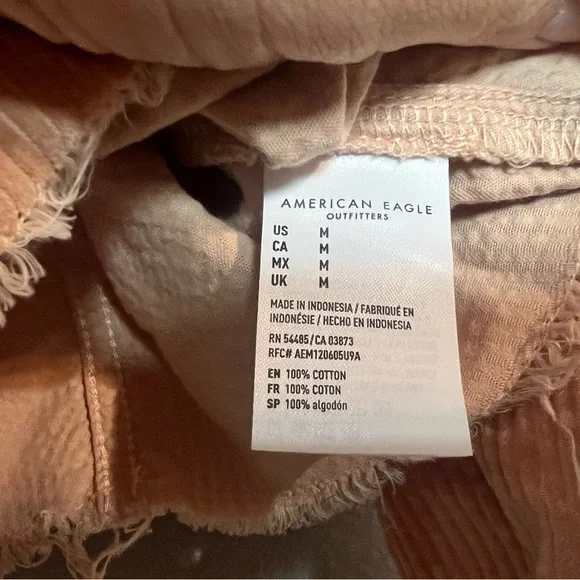 AMERICAN EAGLE
OUTFITTERS
US M
CA M
MX M
UK M
MADE IN INDONESIA / FABRIQUÉ EN
INDONÉSIE / HECHO EN INDONESIA
RN 54485/CA 03873
RFC# AEM120605U9A
EN 100% COTTON
FR 100% COTON
SP 100% algodón